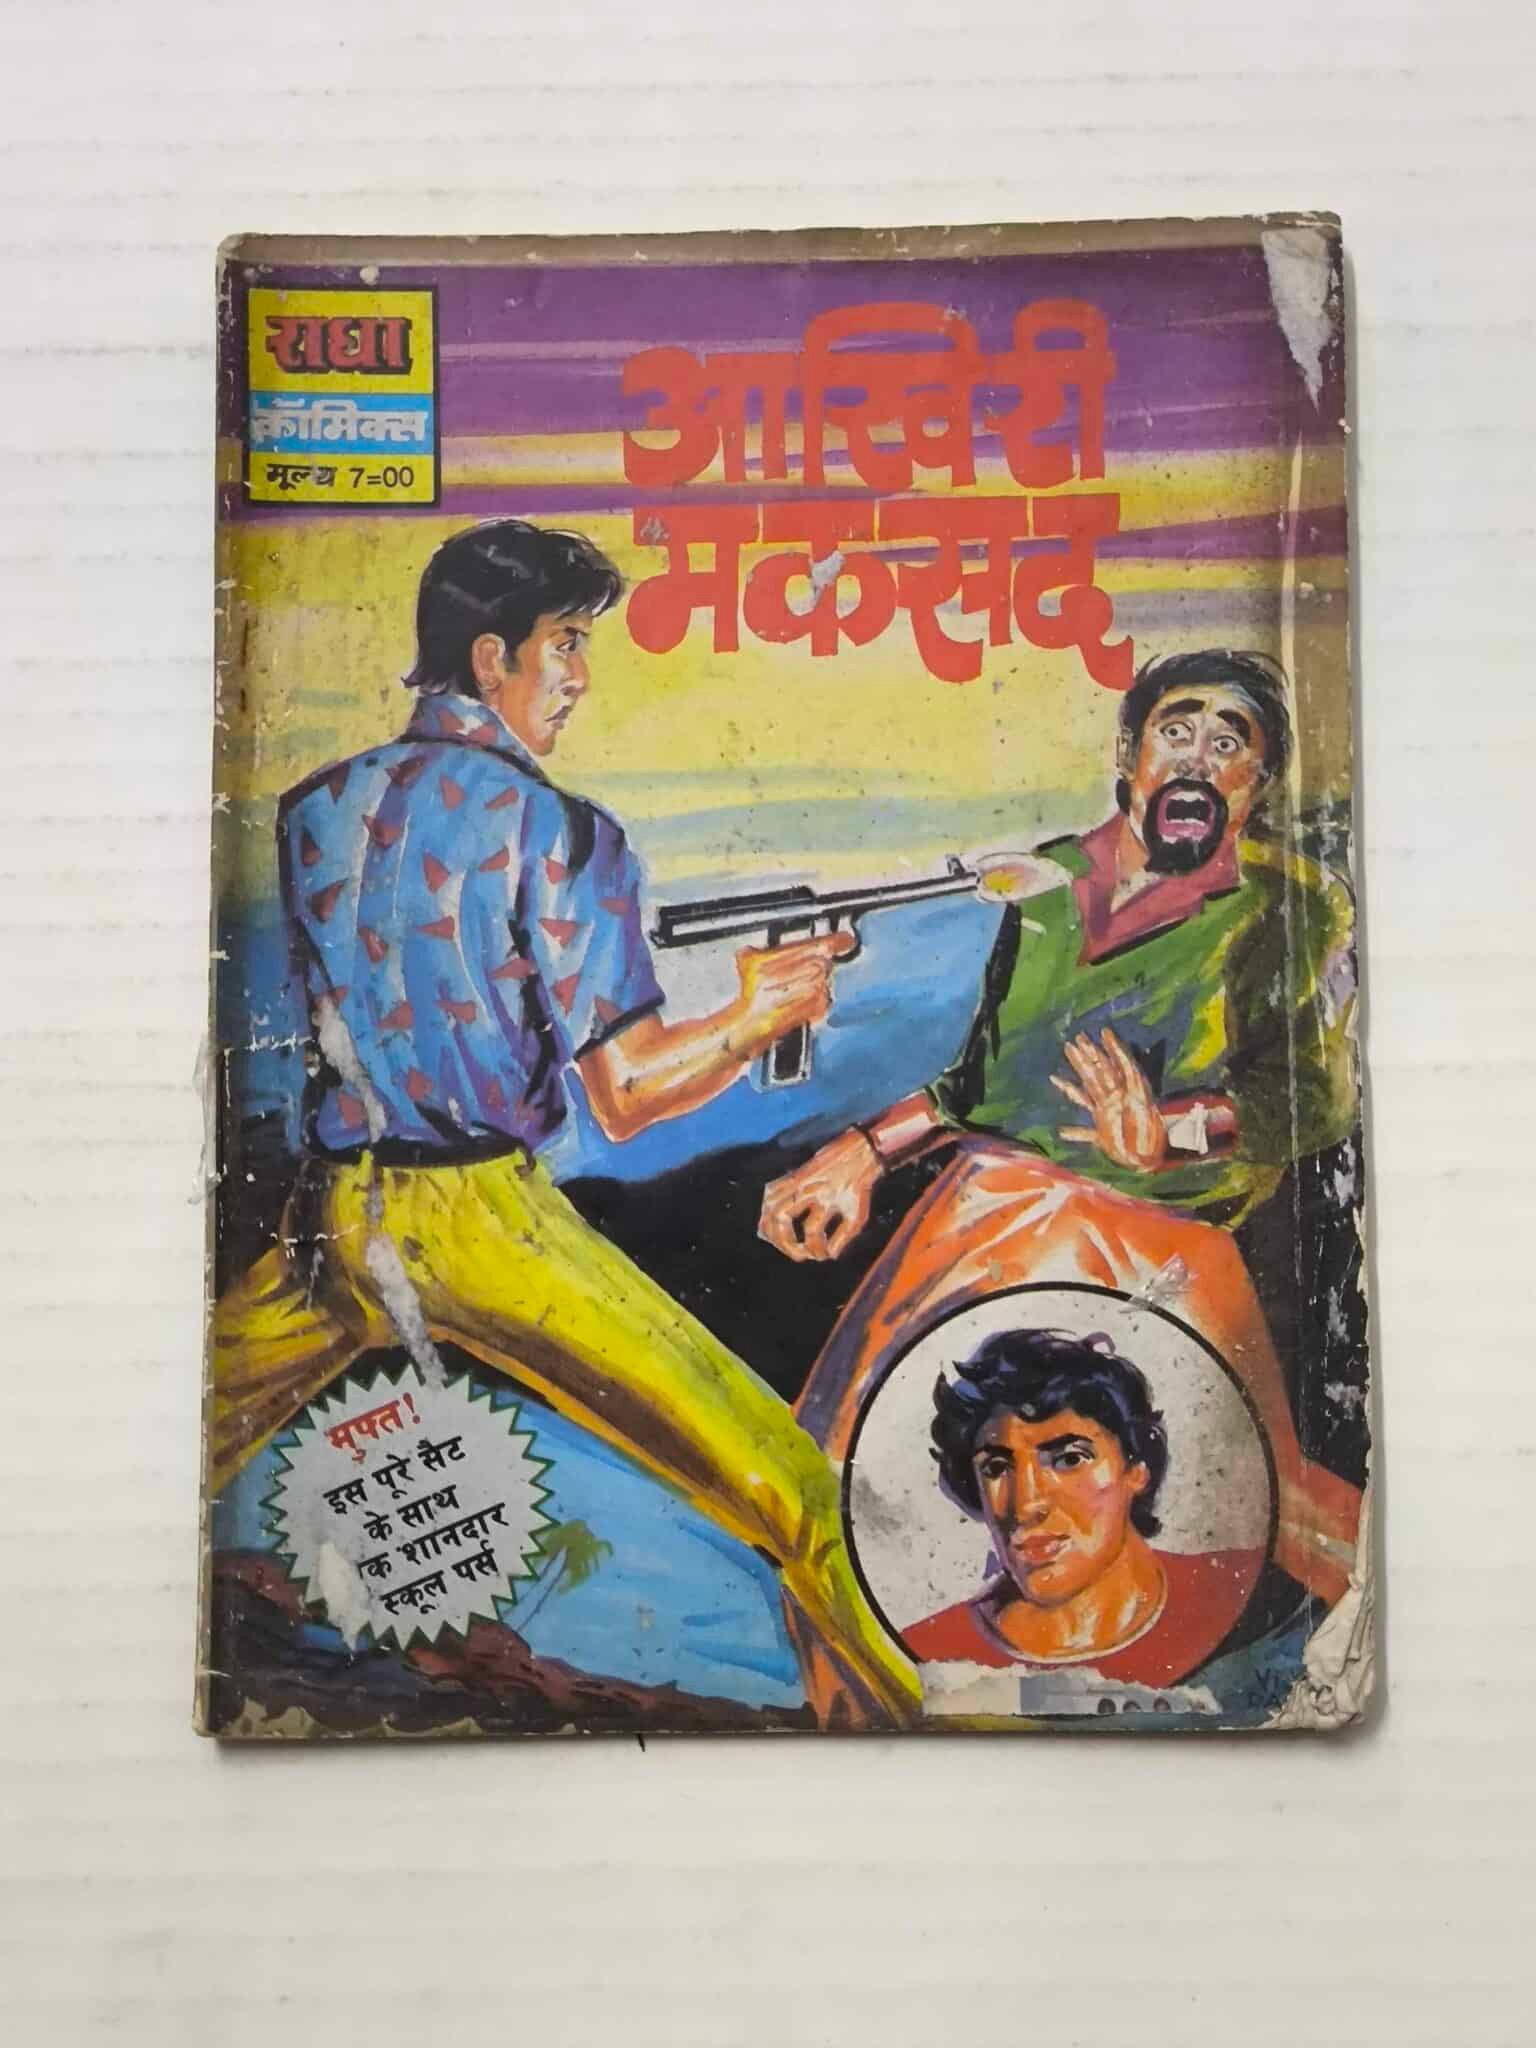 राधा
कॉमिक्स
मूल्य 7=00
आखिरी
मकसद
मुफ्त!
इस पूरे सैट
के साथ
शानदार
स्कूल पर्स